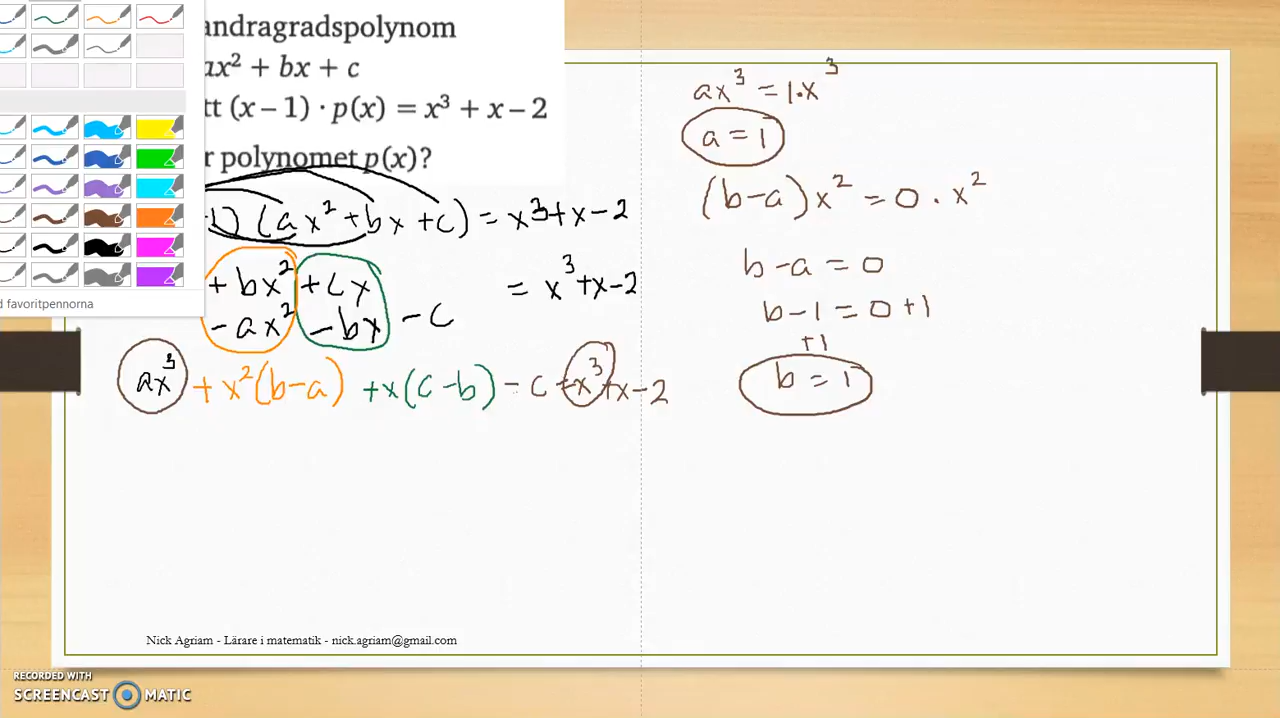 andragradspolynom
ax² + bx + c
tt (x – 1) · p(x) = x³ + x – 2
r polynomet p(x)?
1) (ax² + bx + c) = x³ + x - 2
+ bx² + cx = x³ + x - 2
- ax² - bx - c
ax³ + x²(b-a) + x(c-b) - c = x³ + x - 2
d favoritpennorna
ax³ = 1·x³
a = 1
(b-a)x² = 0 · x²
b - a = 0
b - 1 = 0 + 1
+1
b = 1
Nick Agriam - Lärare i matematik - nick.agriam@gmail.com
RECORDED WITH
SCREENCAST MATIC